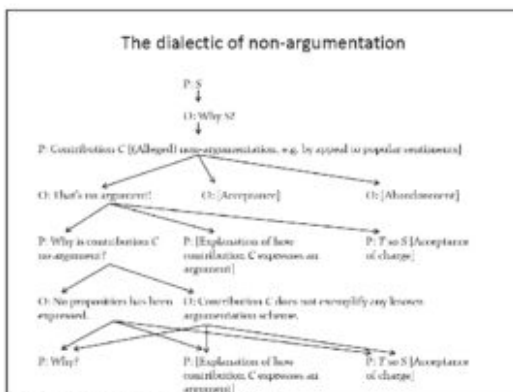 The dialectic of non-argumentation
P: S
O: Why S?
P: Contribution C [(Alleged) non-argumentation, e.g. by appeal to popular sentiments]
O: That's no argument! O: [Acceptance] O: [Abandonment]
P: Why is contribution C P: [Explanation of how P: T so S [Acceptance
no argument? contribution C expresses an of charge]
argument]
O: No proposition has been O: Contribution C does not exemplify any known
expressed. argumentation scheme.
P: Why? P: [Explanation of how P: T so S [Acceptance
contribution C expresses an of charge]
argument]